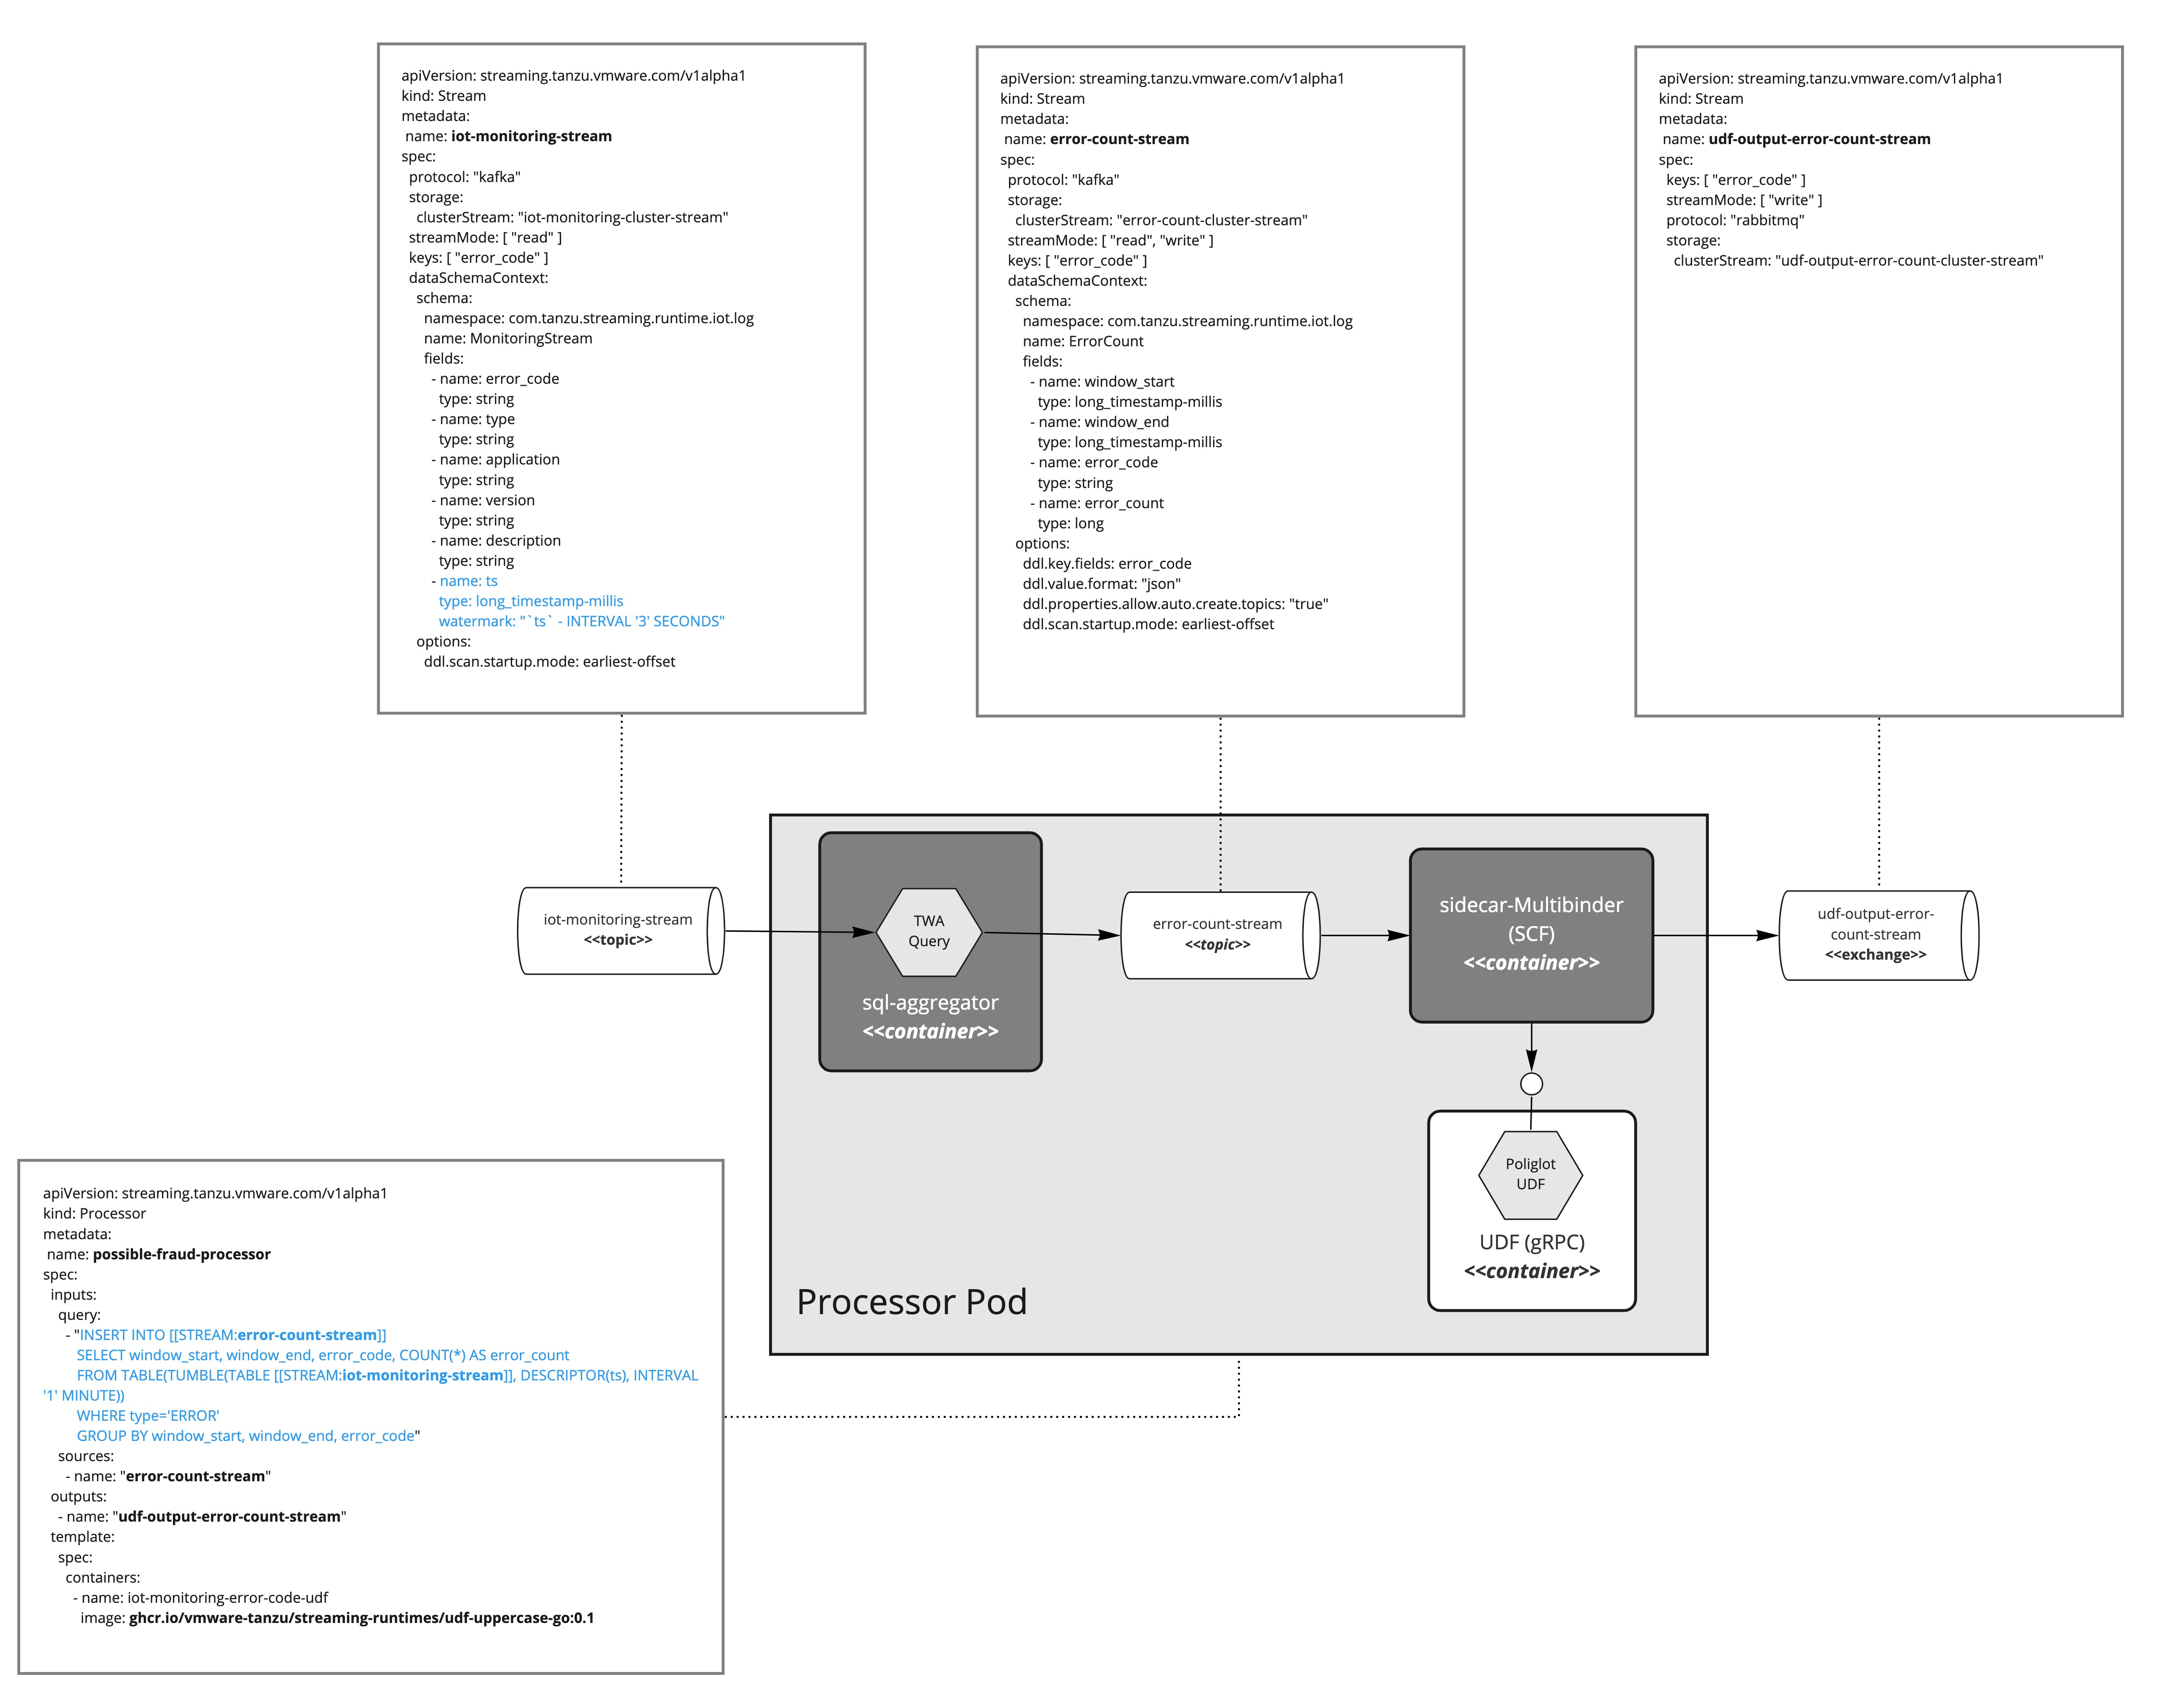 apiVersion: streaming.tanzu.vmware.com/v1alpha1
kind: Stream
metadata:
 name: iot-monitoring-stream
spec:
  protocol: "kafka"
  storage:
    clusterStream: "iot-monitoring-cluster-stream"
  streamMode: [ "read" ]
  keys: [ "error_code" ]
  dataSchemaContext:
    schema:
      namespace: com.tanzu.streaming.runtime.iot.log
      name: MonitoringStream
      fields:
        - name: error_code
          type: string
        - name: type
          type: string
        - name: application
          type: string
        - name: version
          type: string
        - name: description
          type: string
        - name: ts
          type: long_timestamp-millis
          watermark: "`ts` - INTERVAL '3' SECONDS"
    options:
      ddl.scan.startup.mode: earliest-offset
apiVersion: streaming.tanzu.vmware.com/v1alpha1
kind: Stream
metadata:
 name: error-count-stream
spec:
  protocol: "kafka"
  storage:
    clusterStream: "error-count-cluster-stream"
  streamMode: [ "read", "write" ]
  keys: [ "error_code" ]
  dataSchemaContext:
    schema:
      namespace: com.tanzu.streaming.runtime.iot.log
      name: ErrorCount
      fields:
        - name: window_start
          type: long_timestamp-millis
        - name: window_end
          type: long_timestamp-millis
        - name: error_code
          type: string
        - name: error_count
          type: long
    options:
      ddl.key.fields: error_code
      ddl.value.format: "json"
      ddl.properties.allow.auto.create.topics: "true"
      ddl.scan.startup.mode: earliest-offset
apiVersion: streaming.tanzu.vmware.com/v1alpha1
kind: Stream
metadata:
 name: udf-output-error-count-stream
spec:
  keys: [ "error_code" ]
  streamMode: [ "write" ]
  protocol: "rabbitmq"
  storage:
    clusterStream: "udf-output-error-count-cluster-stream"
iot-monitoring-stream
<<topic>>
TWA
Query
sql-aggregator
<<container>>
error-count-stream
<<topic>>
sidecar-Multibinder
(SCF)
<<container>>
udf-output-error-
count-stream
<<exchange>>
Poliglot
UDF
UDF (gRPC)
<<container>>
Processor Pod
apiVersion: streaming.tanzu.vmware.com/v1alpha1
kind: Processor
metadata:
 name: possible-fraud-processor
spec:
  inputs:
    query:
      - "INSERT INTO [[STREAM:error-count-stream]]
         SELECT window_start, window_end, error_code, COUNT(*) AS error_count
         FROM TABLE(TUMBLE(TABLE [[STREAM:iot-monitoring-stream]], DESCRIPTOR(ts), INTERVAL
'1' MINUTE))
         WHERE type='ERROR'
         GROUP BY window_start, window_end, error_code"
    sources:
      - name: "error-count-stream"
  outputs:
    - name: "udf-output-error-count-stream"
  template:
    spec:
      containers:
        - name: iot-monitoring-error-code-udf
          image: ghcr.io/vmware-tanzu/streaming-runtimes/udf-uppercase-go:0.1